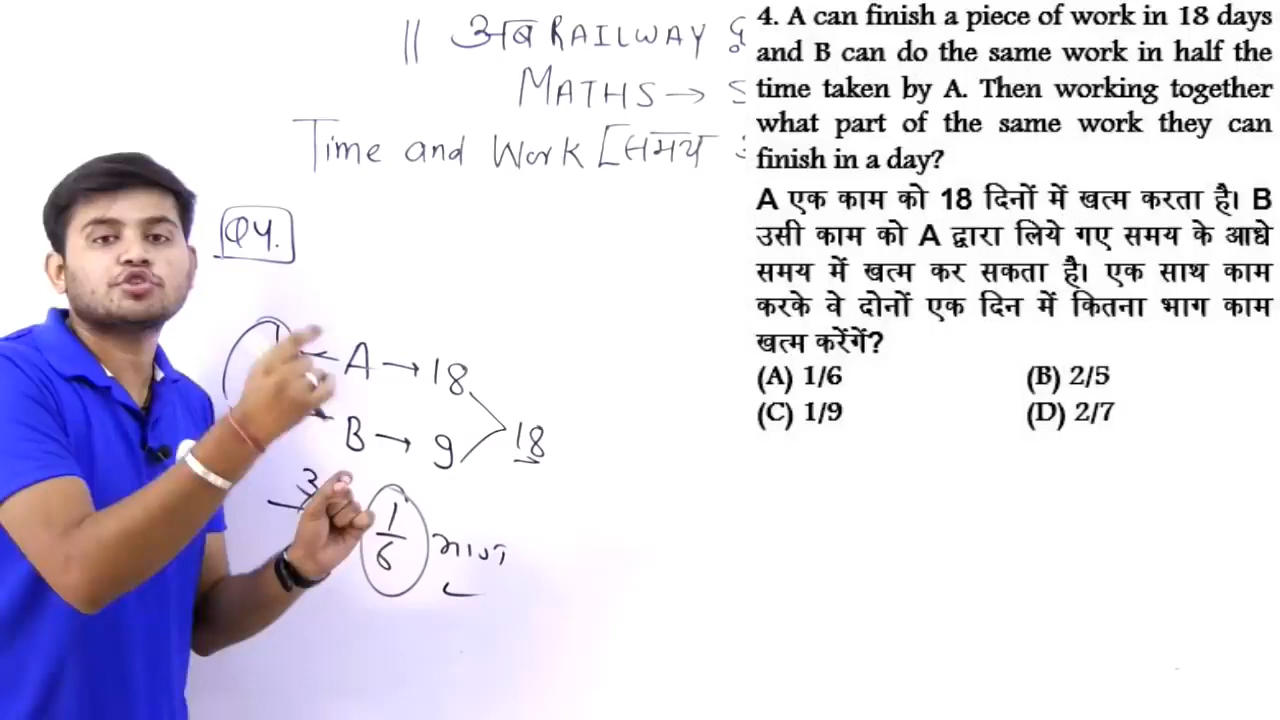 || अब RAILWAY दू
MATHS →
Time and Work [समय
Q4.
A → 18
B → 9
18
3
1/6 भाग
4. A can finish a piece of work in 18 days
and B can do the same work in half the
time taken by A. Then working together
what part of the same work they can
finish in a day?
A एक काम को 18 दिनों में खत्म करता है। B
उसी काम को A द्वारा लिये गए समय के आधे
समय में खत्म कर सकता है। एक साथ काम
करके वे दोनों एक दिन में कितना भाग काम
खत्म करेंगें?
(A) 1/6 (B) 2/5
(C) 1/9 (D) 2/7